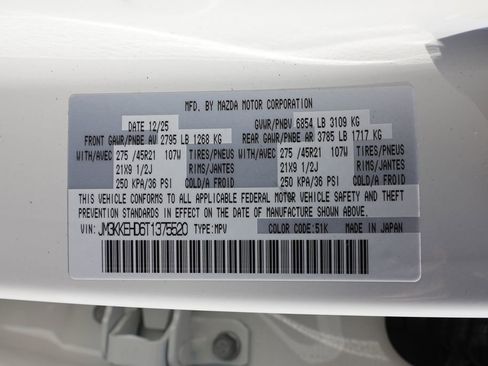 MFD. BY MAZDA MOTOR CORPORATION
DATE 12/25 GVWR/PNBV 6854 LB 3109 KG
FRONT GAWR/PNBE AV 2795 LB 1268 KG REAR GAWR/PNBE AR 3785 LB 1717 KG
WITH/AVEC 275 /45R21 107W TIRES/PNEUS WITH/AVEC 275 /45R21 107W TIRES/PNEUS
21X9 1/2J RIMS/JANTES 21X9 1/2J RIMS/JANTES
250 KPA/36 PSI COLD/A FROID 250 KPA/36 PSI COLD/A FROID
THIS VEHICLE CONFORMS TO ALL APPLICABLE FEDERAL MOTOR VEHICLE SAFETY AND THEFT
PREVENTION STANDARDS IN EFFECT ON THE DATE OF MANUFACTURE SHOWN ABOVE.
VIN: JM3KKEHD6T1375520 TYPE:MPV COLOR CODE:51K MADE IN JAPAN